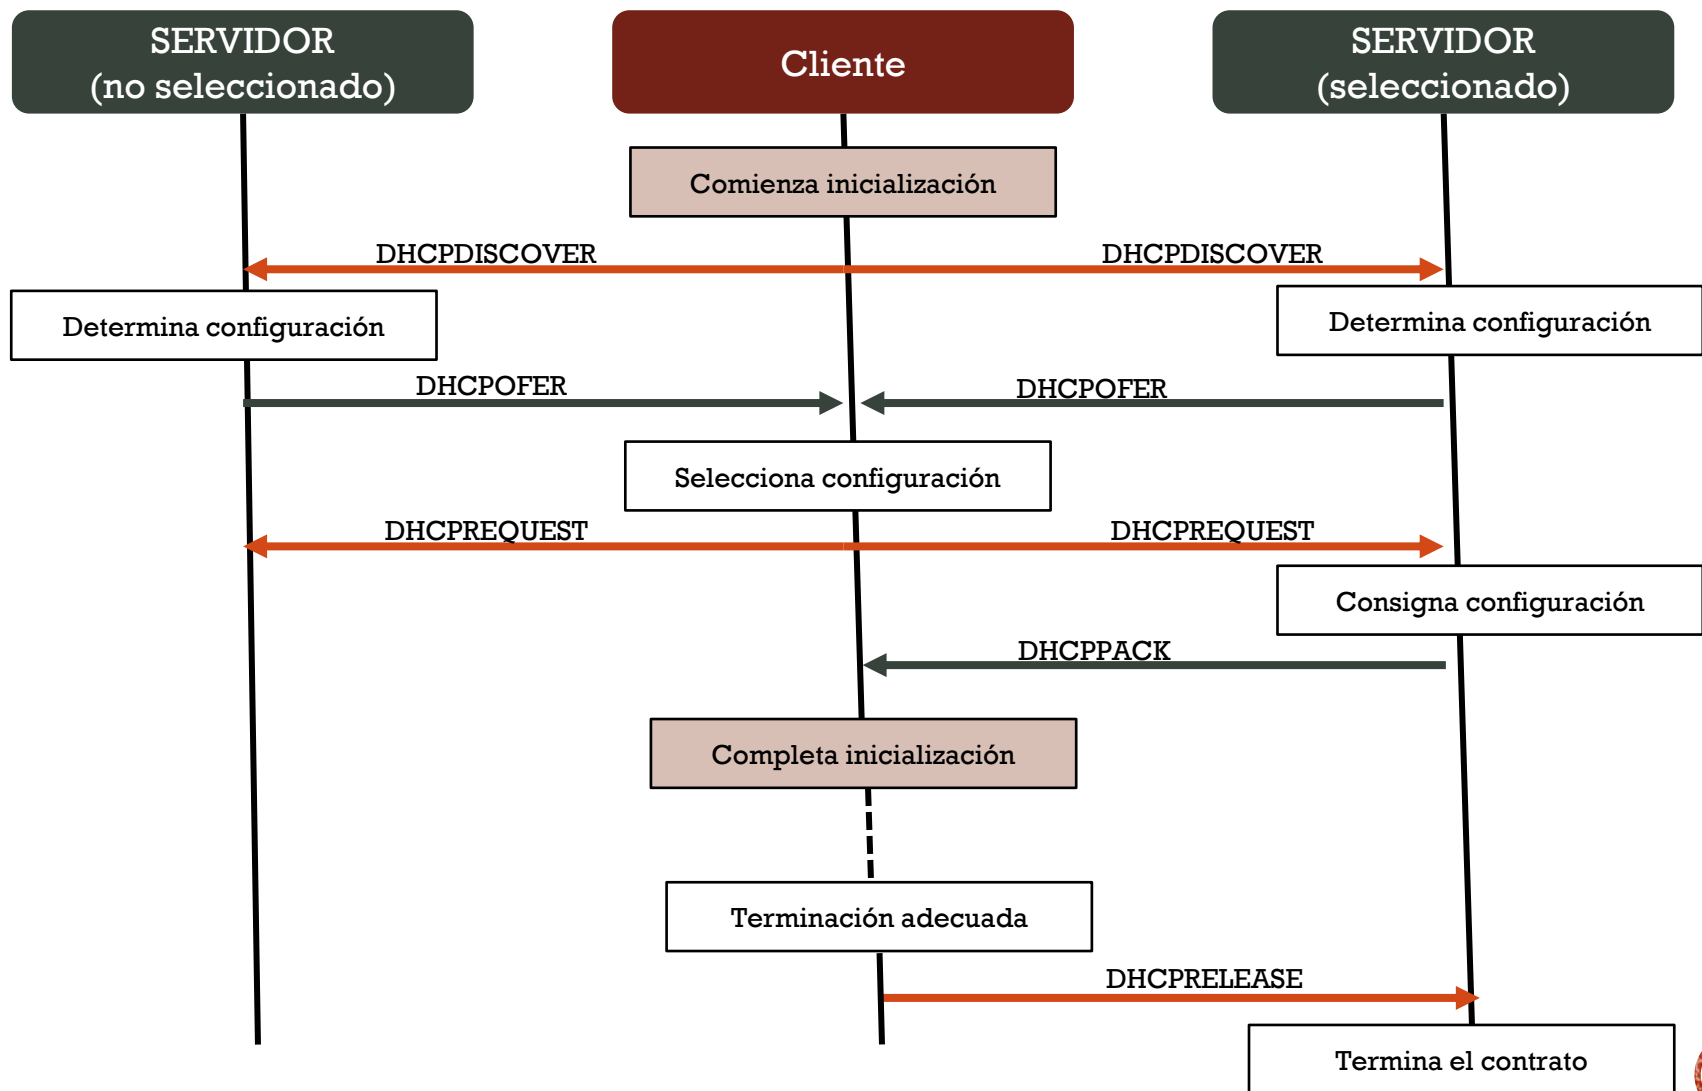 SERVIDOR
(no seleccionado)
Cliente
SERVIDOR
(seleccionado)
Comienza inicialización
DHCPDISCOVER
DHCPDISCOVER
Determina configuración
Determina configuración
DHCPOFER
DHCPOFER
Selecciona configuración
DHCPREQUEST
DHCPREQUEST
Consigna configuración
DHCPPACK
Completa inicialización
Terminación adecuada
DHCPRELEASE
Termina el contrato